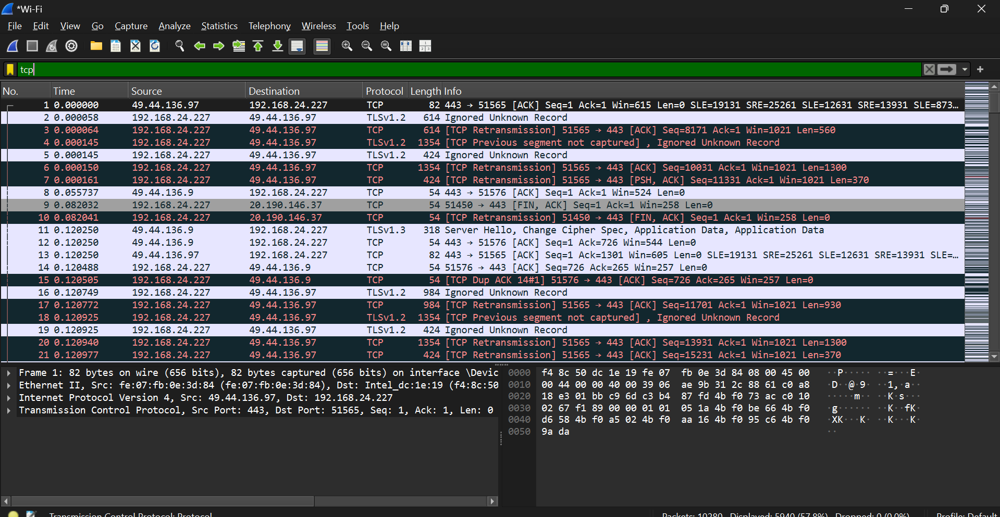 *Wi-Fi
File Edit View Go Capture Analyze Statistics Telephony Wireless Tools Help
tcp
No. Time Source Destination Protocol Length Info
1 0.000000 49.44.136.97 192.168.24.227 TCP 82 443 → 51565 [ACK] Seq=1 Ack=1 Win=615 Len=0 SLE=19131 SRE=25261 SLE=12631 SRE=13931 SLE=873…
2 0.000058 192.168.24.227 49.44.136.97 TLSv1.2 614 Ignored Unknown Record
3 0.000064 192.168.24.227 49.44.136.97 TCP 614 [TCP Retransmission] 51565 → 443 [ACK] Seq=8171 Ack=1 Win=1021 Len=560
4 0.000145 192.168.24.227 49.44.136.97 TLSv1.2 1354 [TCP Previous segment not captured] , Ignored Unknown Record
5 0.000145 192.168.24.227 49.44.136.97 TLSv1.2 424 Ignored Unknown Record
6 0.000150 192.168.24.227 49.44.136.97 TCP 1354 [TCP Retransmission] 51565 → 443 [ACK] Seq=10031 Ack=1 Win=1021 Len=1300
7 0.000161 192.168.24.227 49.44.136.97 TCP 424 [TCP Retransmission] 51565 → 443 [PSH, ACK] Seq=11331 Ack=1 Win=1021 Len=370
8 0.055737 49.44.136.9 192.168.24.227 TCP 54 443 → 51576 [ACK] Seq=1 Ack=1 Win=524 Len=0
9 0.082032 192.168.24.227 20.190.146.37 TCP 54 51450 → 443 [FIN, ACK] Seq=1 Ack=1 Win=258 Len=0
10 0.082041 192.168.24.227 20.190.146.37 TCP 54 [TCP Retransmission] 51450 → 443 [FIN, ACK] Seq=1 Ack=1 Win=258 Len=0
11 0.120250 49.44.136.9 192.168.24.227 TLSv1.3 318 Server Hello, Change Cipher Spec, Application Data, Application Data
12 0.120250 49.44.136.9 192.168.24.227 TCP 54 443 → 51576 [ACK] Seq=1 Ack=726 Win=544 Len=0
13 0.120250 49.44.136.97 192.168.24.227 TCP 82 443 → 51565 [ACK] Seq=1 Ack=1301 Win=605 Len=0 SLE=19131 SRE=25261 SLE=12631 SRE=13931 SLE=…
14 0.120488 192.168.24.227 49.44.136.9 TCP 54 51576 → 443 [ACK] Seq=726 Ack=265 Win=257 Len=0
15 0.120505 192.168.24.227 49.44.136.9 TCP 54 [TCP Dup ACK 14#1] 51576 → 443 [ACK] Seq=726 Ack=265 Win=257 Len=0
16 0.120749 192.168.24.227 49.44.136.97 TLSv1.2 984 Ignored Unknown Record
17 0.120772 192.168.24.227 49.44.136.97 TCP 984 [TCP Retransmission] 51565 → 443 [ACK] Seq=11701 Ack=1 Win=1021 Len=930
18 0.120925 192.168.24.227 49.44.136.97 TLSv1.2 1354 [TCP Previous segment not captured] , Ignored Unknown Record
19 0.120925 192.168.24.227 49.44.136.97 TLSv1.2 424 Ignored Unknown Record
20 0.120940 192.168.24.227 49.44.136.97 TCP 1354 [TCP Retransmission] 51565 → 443 [ACK] Seq=13931 Ack=1 Win=1021 Len=1300
21 0.120977 192.168.24.227 49.44.136.97 TCP 424 [TCP Retransmission] 51565 → 443 [ACK] Seq=15231 Ack=1 Win=1021 Len=370
Frame 1: 82 bytes on wire (656 bits), 82 bytes captured (656 bits) on interface \Devic
Ethernet II, Src: fe:07:fb:0e:3d:84 (fe:07:fb:0e:3d:84), Dst: Intel_dc:1e:19 (f4:8c:50
Internet Protocol Version 4, Src: 49.44.136.97, Dst: 192.168.24.227
Transmission Control Protocol, Src Port: 443, Dst Port: 51565, Seq: 1, Ack: 1, Len: 0
0000 f4 8c 50 dc 1e 19 fe 07 fb 0e 3d 84 08 00 45 00 ··P····· ··=···E·
0010 00 44 00 00 40 00 39 06 ae 9b 31 2c 88 61 c0 a8 ·D··@·9· ··1,·a··
0020 18 e3 01 bb c9 6d c3 b4 87 fd 4b f0 73 ac c0 10 ·····m·· ··K·s···
0030 02 67 f1 89 00 00 01 01 05 1a 4b f0 be 66 4b f0 ·g······ ··K··fK·
0040 d6 58 4b f0 a5 02 4b f0 aa 16 4b f0 95 c6 4b f0 ·XK···K· ··K···K·
0050 9a da ··
Transmission Control Protocol: Protocol
Packets: 10280 · Displayed: 5940 (57.8%) · Dropped: 0 (0.0%)
Profile: Default